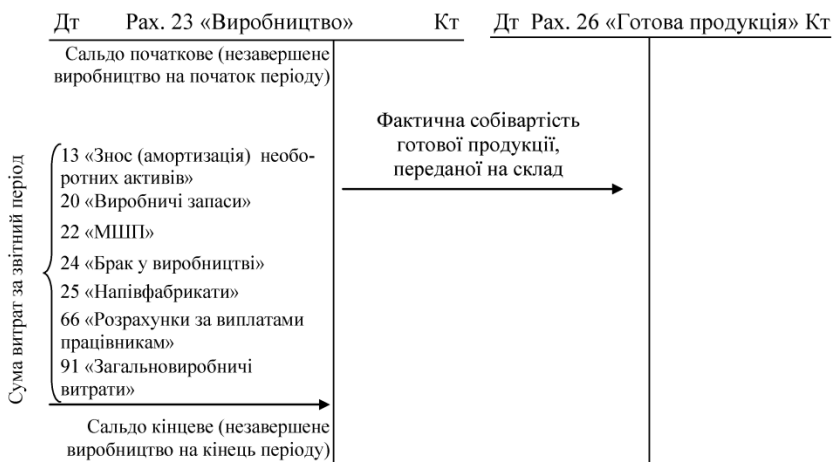 Дт Рах. 23 «Виробництво» Кт
Дт Рах. 26 «Готова продукція» Кт
Сальдо початкове (незавершене
виробництво на початок періоду)
Фактична собівартість
готової продукції,
переданої на склад
Сума витрат за звітний період
13 «Знос (амортизація) необо-
ротних активів»
20 «Виробничі запаси»
22 «МШП»
24 «Брак у виробництві»
25 «Напівфабрикати»
66 «Розрахунки за виплатами
працівникам»
91 «Загальновиробничі
витрати»
Сальдо кінцеве (незавершене
виробництво на кінець періоду)